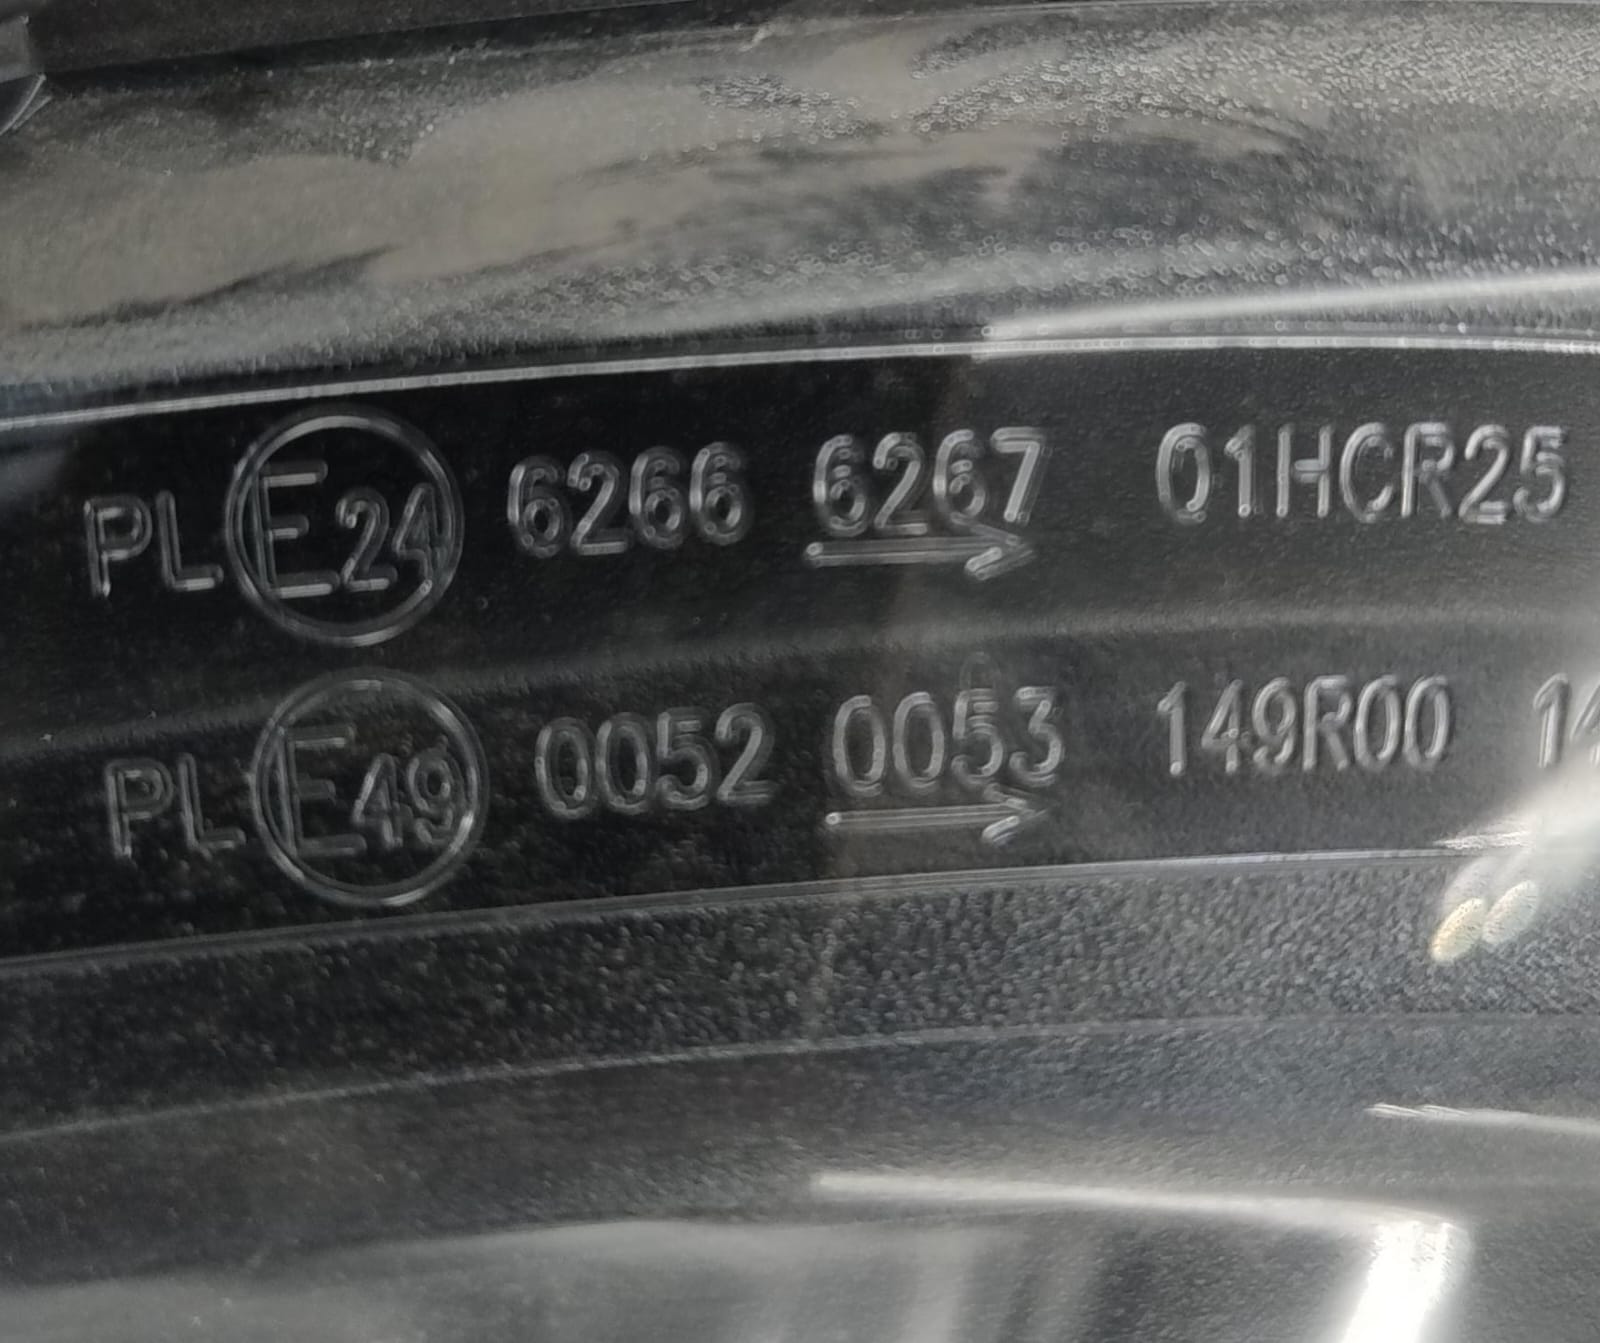 PL E24 6266 6267 01HCR25
PL E49 0052 0053 149R00